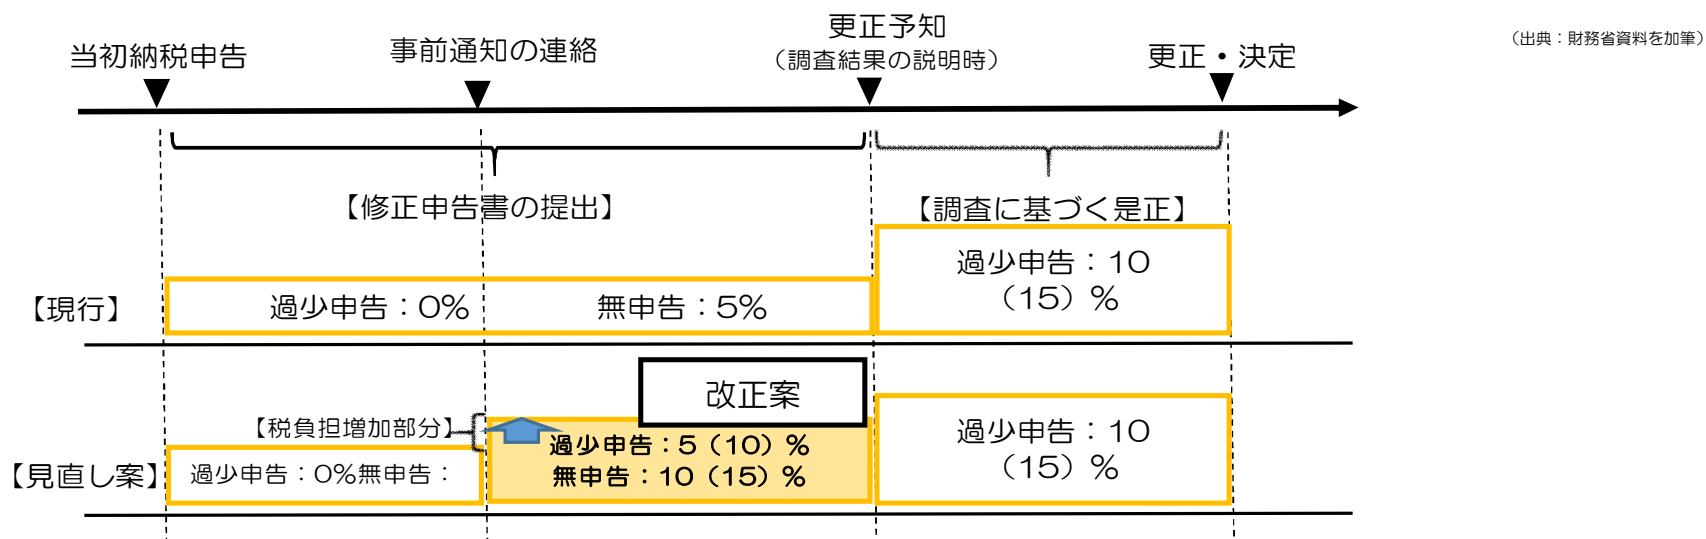 当初納税申告
事前通知の連絡
更正予知
（調査結果の説明時）
更正・決定
（出典：財務省資料を加筆）
【修正申告書の提出】
【調査に基づく是正】
【現行】
過少申告：0%
無申告：5%
過少申告：10
（15）%
改正案
【税負担増加部分】
【見直し案】
過少申告：0%無申告：
過少申告：5（10）%
無申告：10（15）%
過少申告：10
（15）%